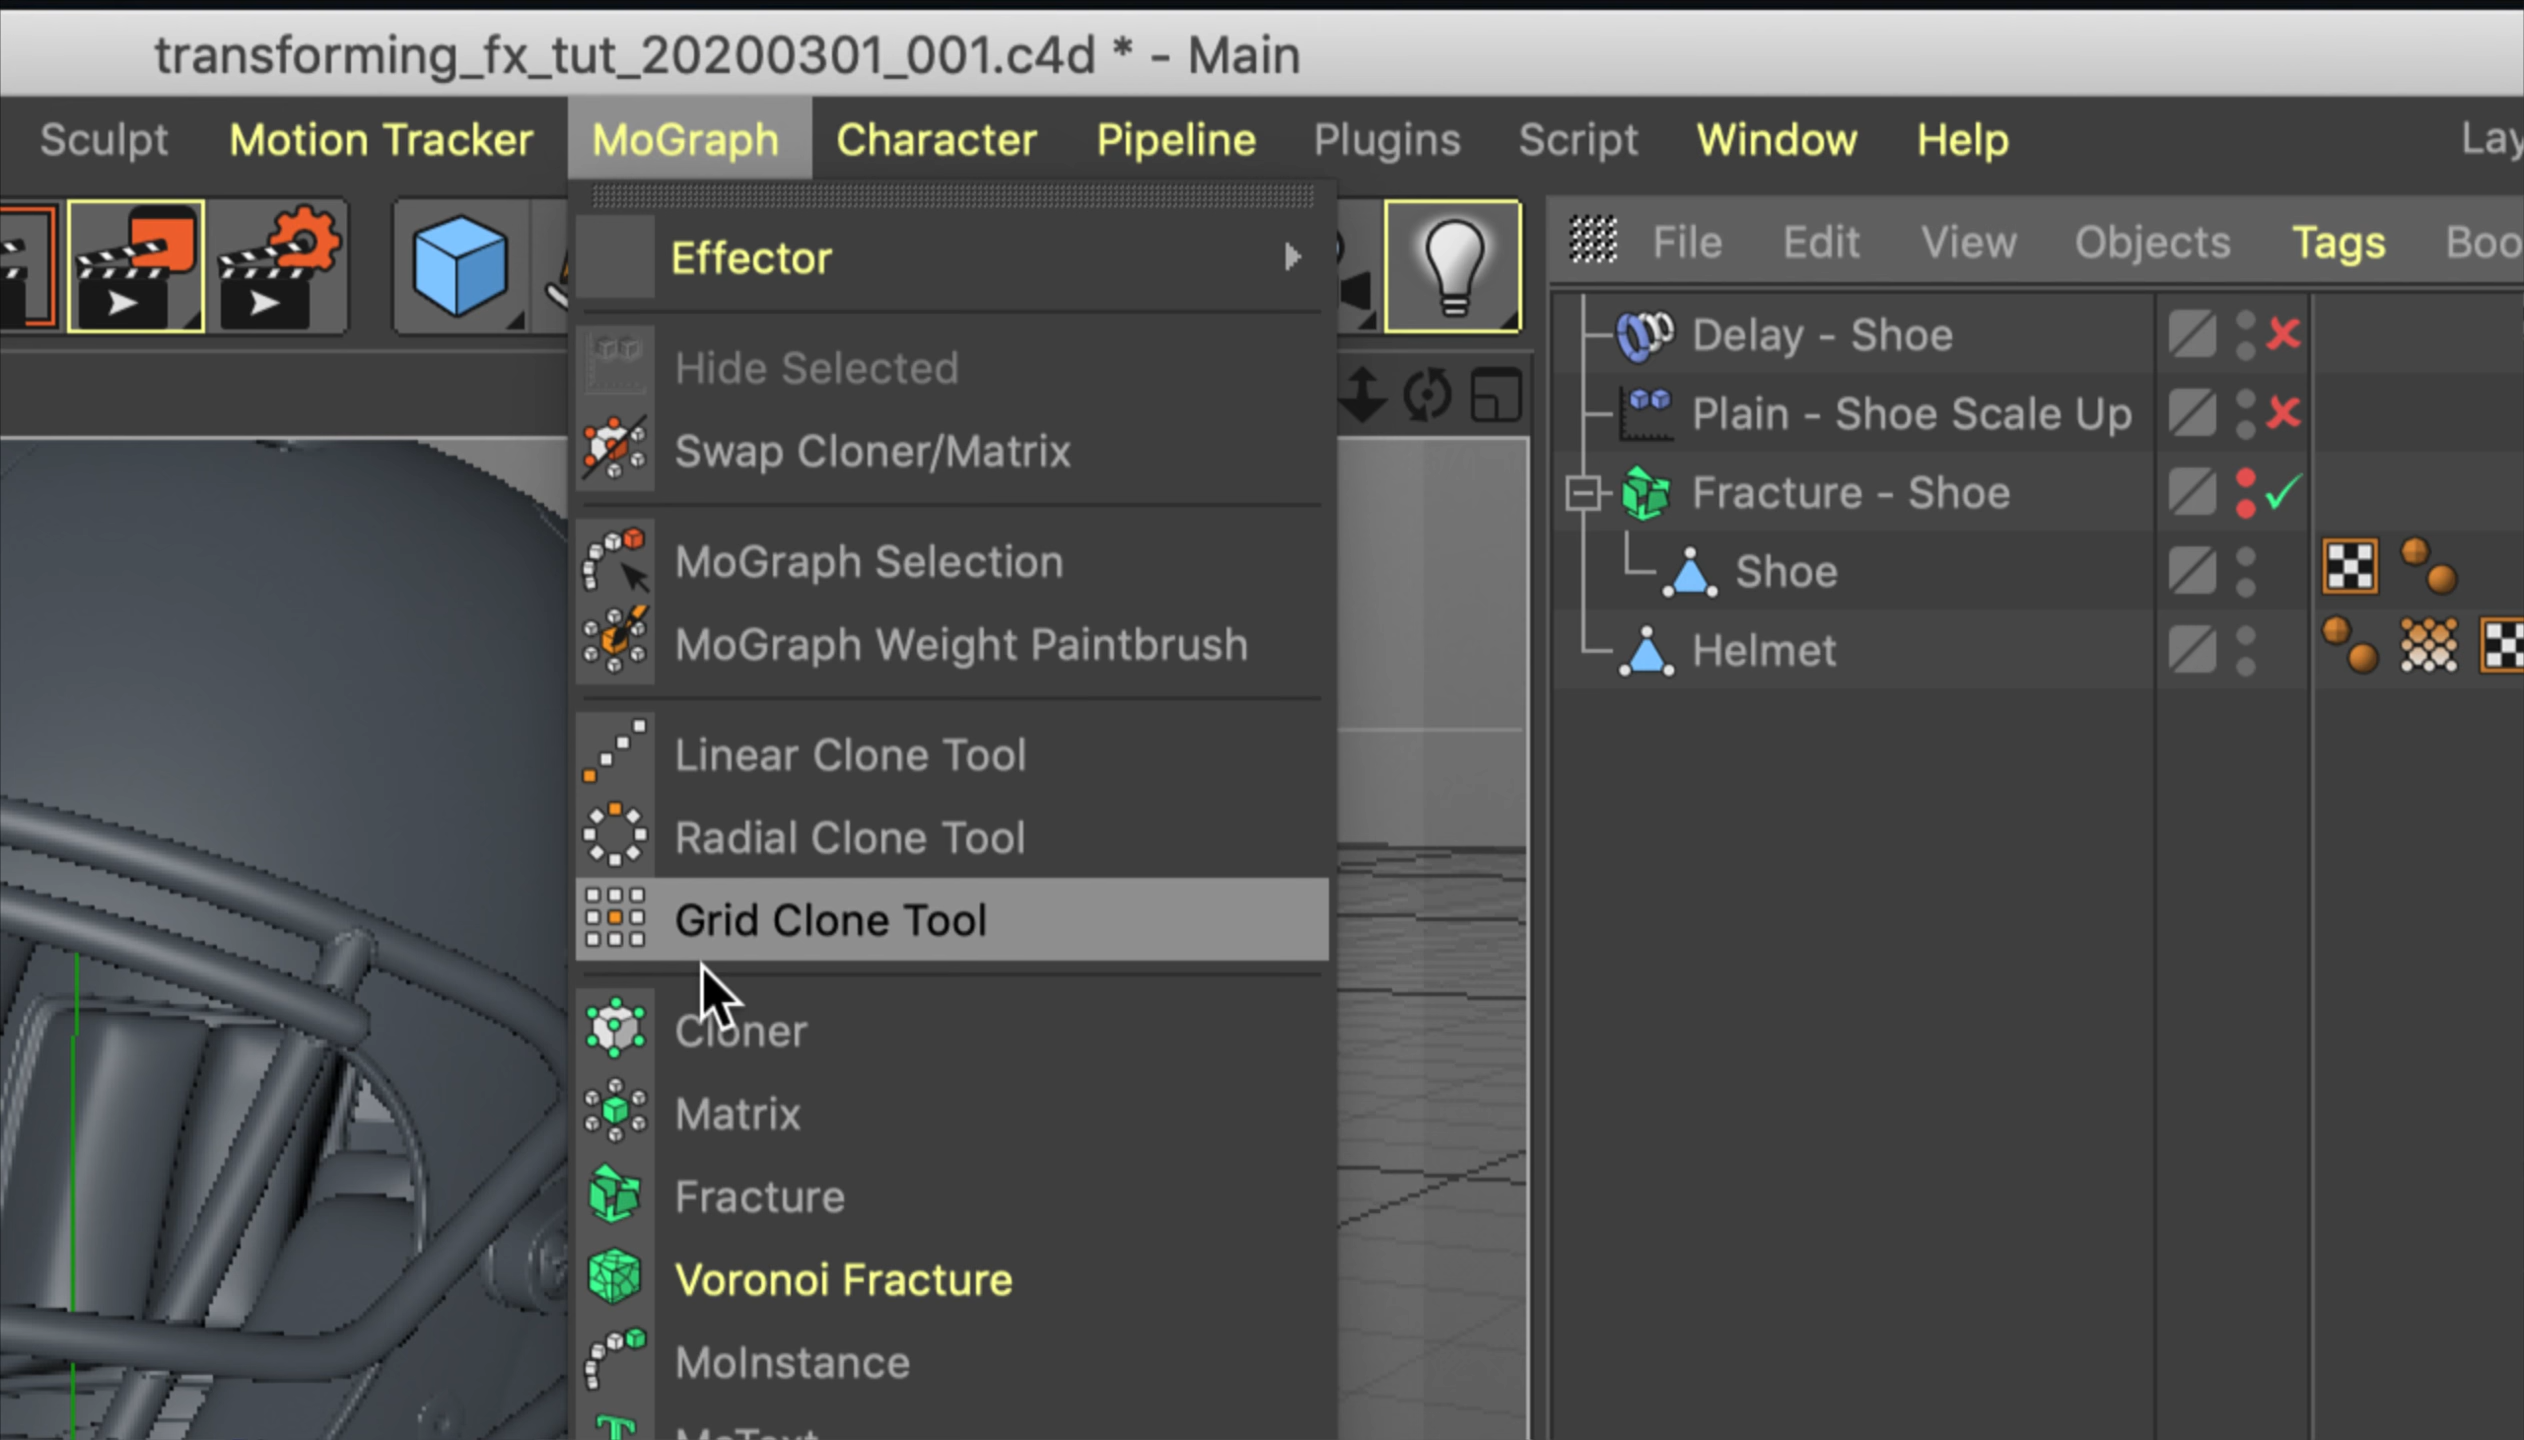 transforming_fx_tut_20200301_001.c4d * - Main
Sculpt Motion Tracker MoGraph Character Pipeline Plugins Script Window Help
Effector
Hide Selected
Swap Cloner/Matrix
MoGraph Selection
MoGraph Weight Paintbrush
Linear Clone Tool
Radial Clone Tool
Grid Clone Tool
Cloner
Matrix
Fracture
Voronoi Fracture
MoInstance
File Edit View Objects Tags
Delay - Shoe
Plain - Shoe Scale Up
Fracture - Shoe
Shoe
Helmet